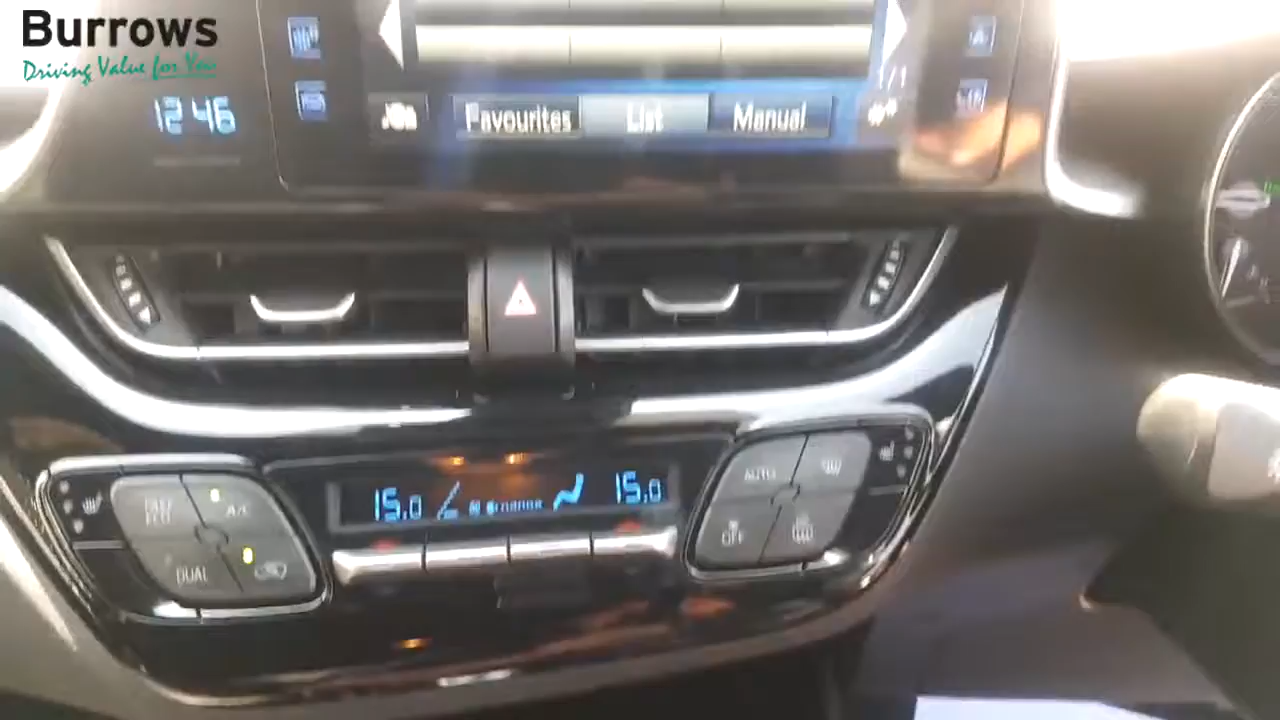 Burrows
Driving Value for You
12:46
1/1
Favourites List Manual
15.0 15.0
AUTO
A/C
OFF
DUAL